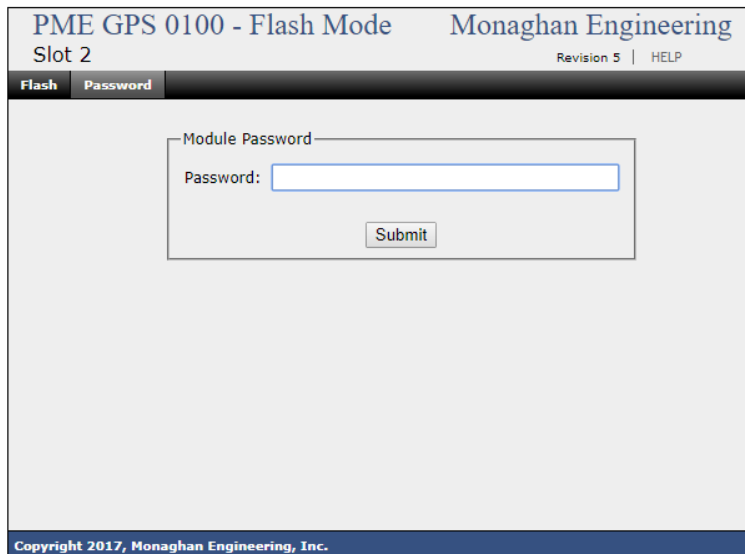 PME GPS 0100 - Flash Mode Monaghan Engineering
Slot 2 Revision 5 | HELP
Flash Password
Module Password
Password:
Submit
Copyright 2017, Monaghan Engineering, Inc.